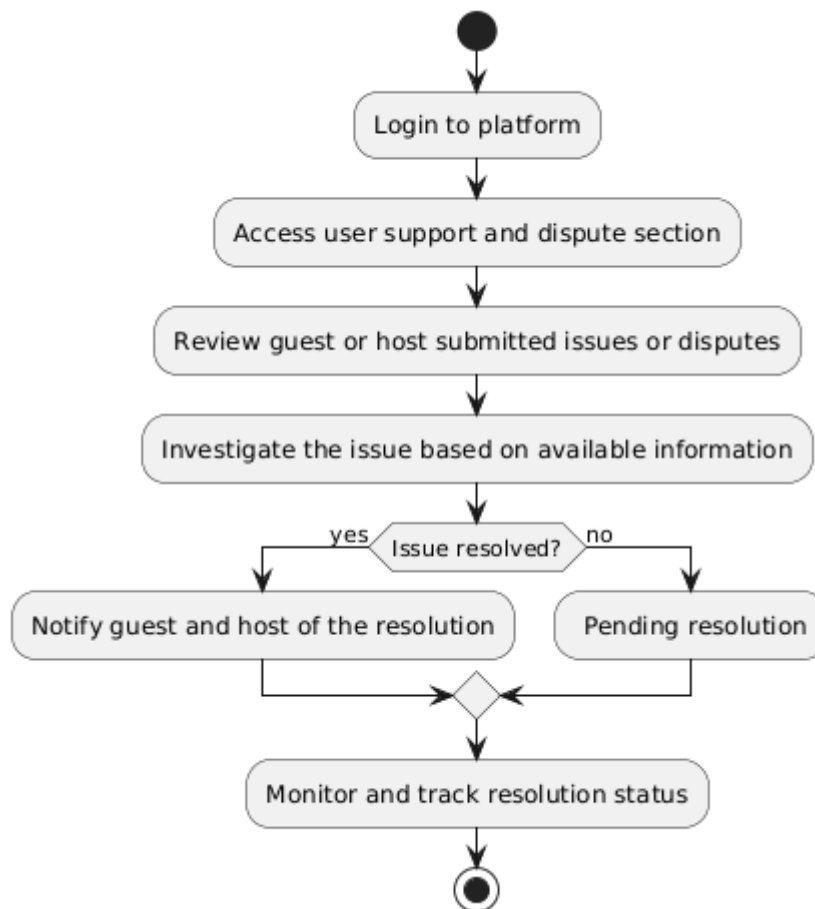 Login to platform
Access user support and dispute section
Review guest or host submitted issues or disputes
Investigate the issue based on available information
yes
Issue resolved?
no
Notify guest and host of the resolution
Pending resolution
Monitor and track resolution status